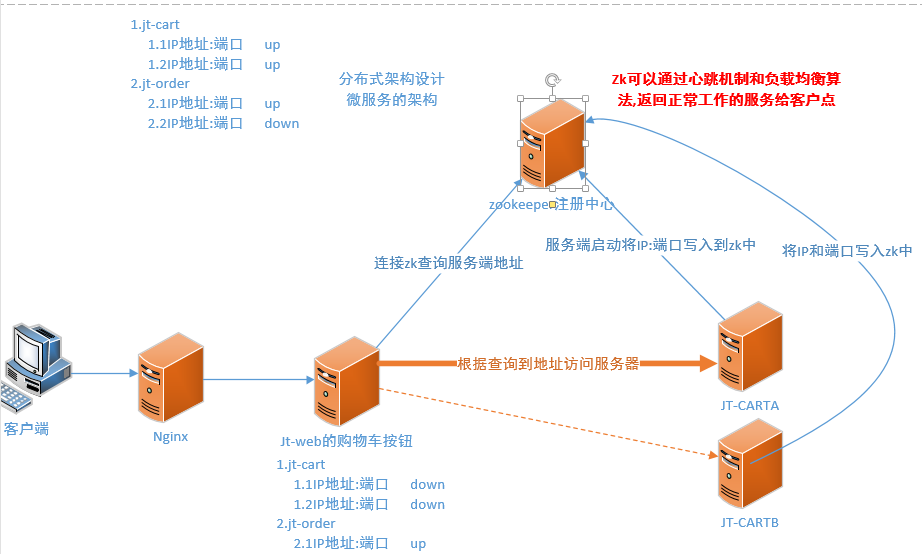 1.jt-cart
1.1IP地址:端口 up
1.2IP地址:端口 up
2.jt-order
2.1IP地址:端口 up
2.2IP地址:端口 down
分布式架构设计
微服务的架构
Zk可以通过心跳机制和负载均衡算
法,返回正常工作的服务给客户点
zookeeper注册中心
连接zk查询服务端地址
服务端启动将IP:端口写入到zk中
将IP和端口写入zk中
根据查询到地址访问服务器
客户端
Nginx
Jt-web的购物车按钮
JT-CARTA
JT-CARTB
1.jt-cart
1.1IP地址:端口 down
1.2IP地址:端口 down
2.jt-order
2.1IP地址:端口 up